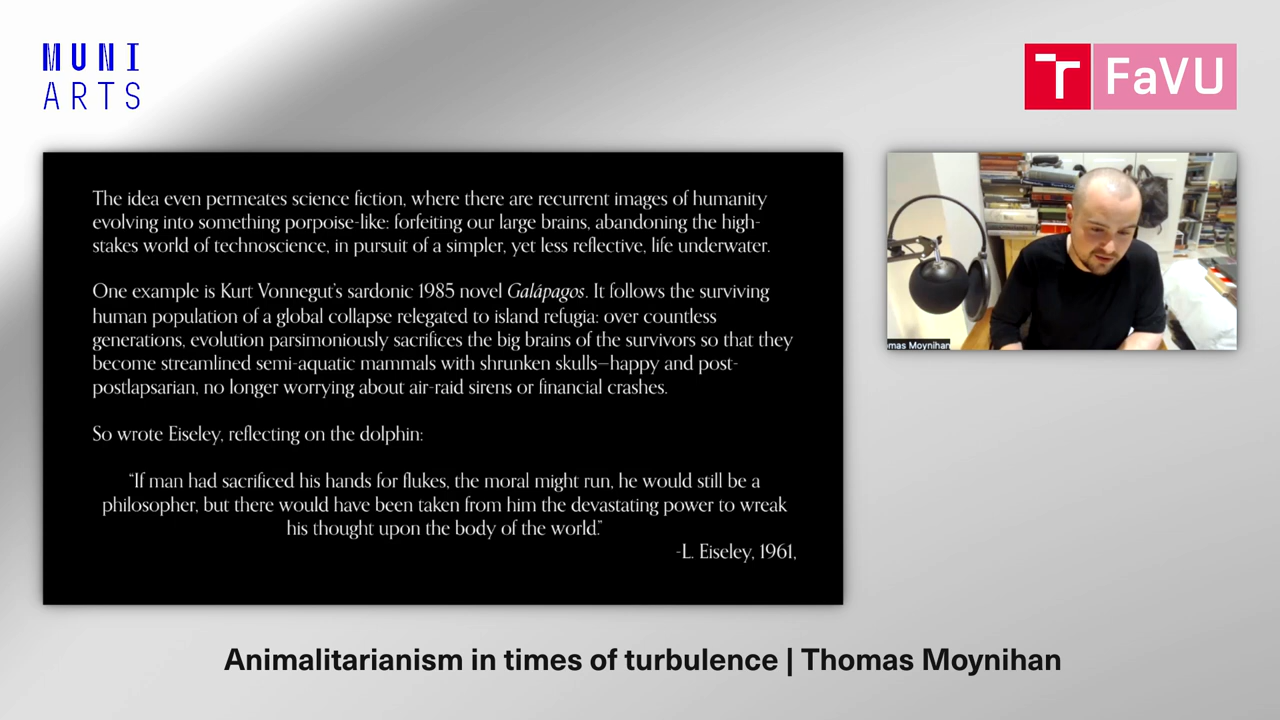 MUNI
ARTS
T FaVU
The idea even permeates science fiction, where there are recurrent images of humanity
evolving into something porpoise-like: forfeiting our large brains, abandoning the high-
stakes world of technoscience, in pursuit of a simpler, yet less reflective, life underwater.
One example is Kurt Vonnegut's sardonic 1985 novel Galápagos. It follows the surviving
human population of a global collapse relegated to island refugia: over countless
generations, evolution parsimoniously sacrifices the big brains of the survivors so that they
become streamlined semi-aquatic mammals with shrunken skulls—happy and post-
postlapsarian, no longer worrying about air-raid sirens or financial crashes.
So wrote Eiseley, reflecting on the dolphin:
“If man had sacrificed his hands for flukes, the moral might run, he would still be a
philosopher, but there would have been taken from him the devastating power to wreak
his thought upon the body of the world.”
-L. Eiseley, 1961,
omas Moynihan
Animalitarianism in times of turbulence | Thomas Moynihan